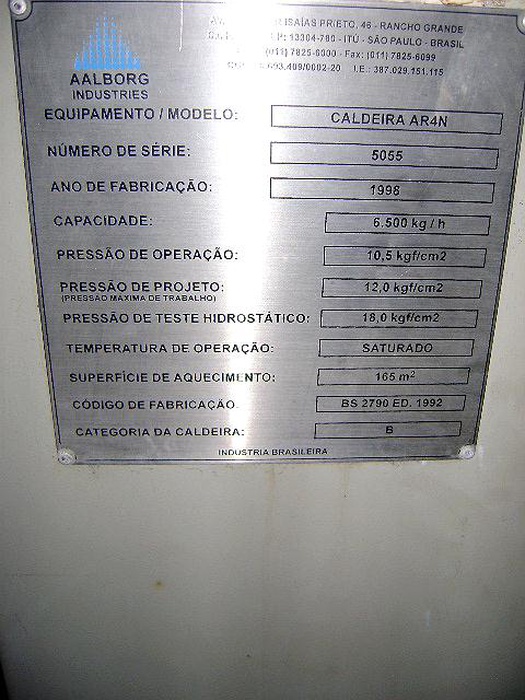 ISAÍAS PRIETO, 46 - RANCHO GRANDE
13304-780 - ITÚ - SÃO PAULO - BRASIL
(011) 7825-6000 - Fax: (011) 7825-6099
I.E.: 387.029.151.115
AALBORG
INDUSTRIES
EQUIPAMENTO / MODELO: CALDEIRA AR4N
NÚMERO DE SÉRIE: 5055
ANO DE FABRICAÇÃO: 1998
CAPACIDADE: 6.500 kg / h
PRESSÃO DE OPERAÇÃO: 10,5 kgf/cm2
PRESSÃO DE PROJETO: 12,0 kgf/cm2
(PRESSÃO MÁXIMA DE TRABALHO)
PRESSÃO DE TESTE HIDROSTÁTICO: 18,0 kgf/cm2
TEMPERATURA DE OPERAÇÃO: SATURADO
SUPERFÍCIE DE AQUECIMENTO: 165 m²
CÓDIGO DE FABRICAÇÃO. BS 2790 ED. 1992
CATEGORIA DA CALDEIRA: B
INDUSTRIA BRASILEIRA